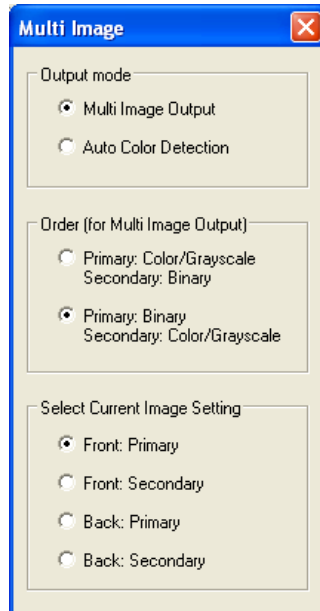 Multi Image
Output mode
Multi Image Output
Auto Color Detection
Order (for Multi Image Output)
Primary: Color/Grayscale
Secondary: Binary
Primary: Binary
Secondary: Color/Grayscale
Select Current Image Setting
Front: Primary
Front: Secondary
Back: Primary
Back: Secondary